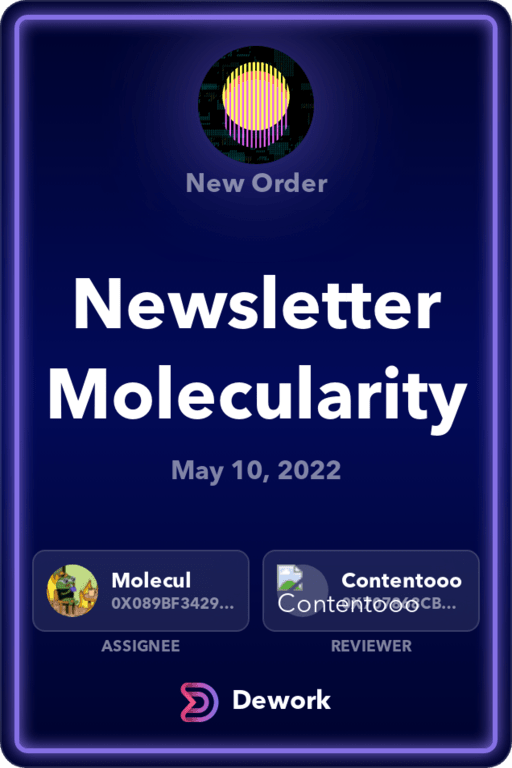 New Order
Newsletter
Molecularity
May 10, 2022
Molecul
0X089BF3429...
Contentooo
Contentooo
ASSIGNEE
REVIEWER
Dework